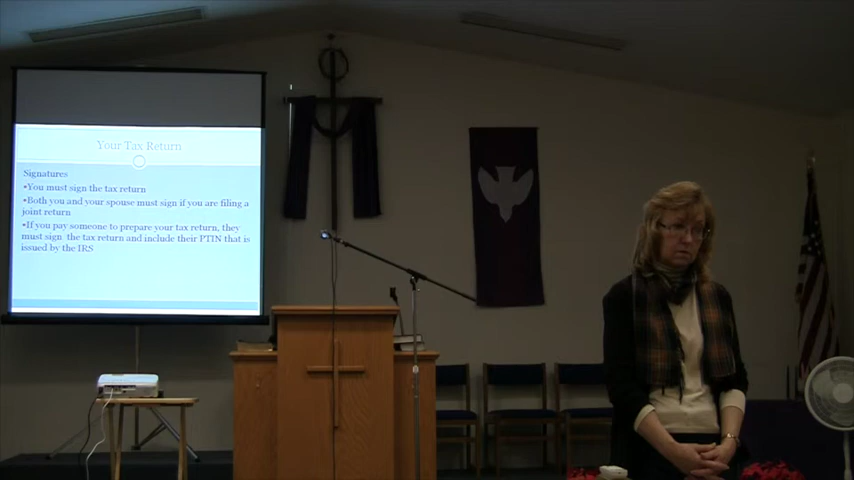 Your Tax Return
Signatures
•You must sign the tax return
•Both you and your spouse must sign if you are filing a
joint return
•If you pay someone to prepare your tax return, they
must sign the tax return and include their PTIN that is
issued by the IRS